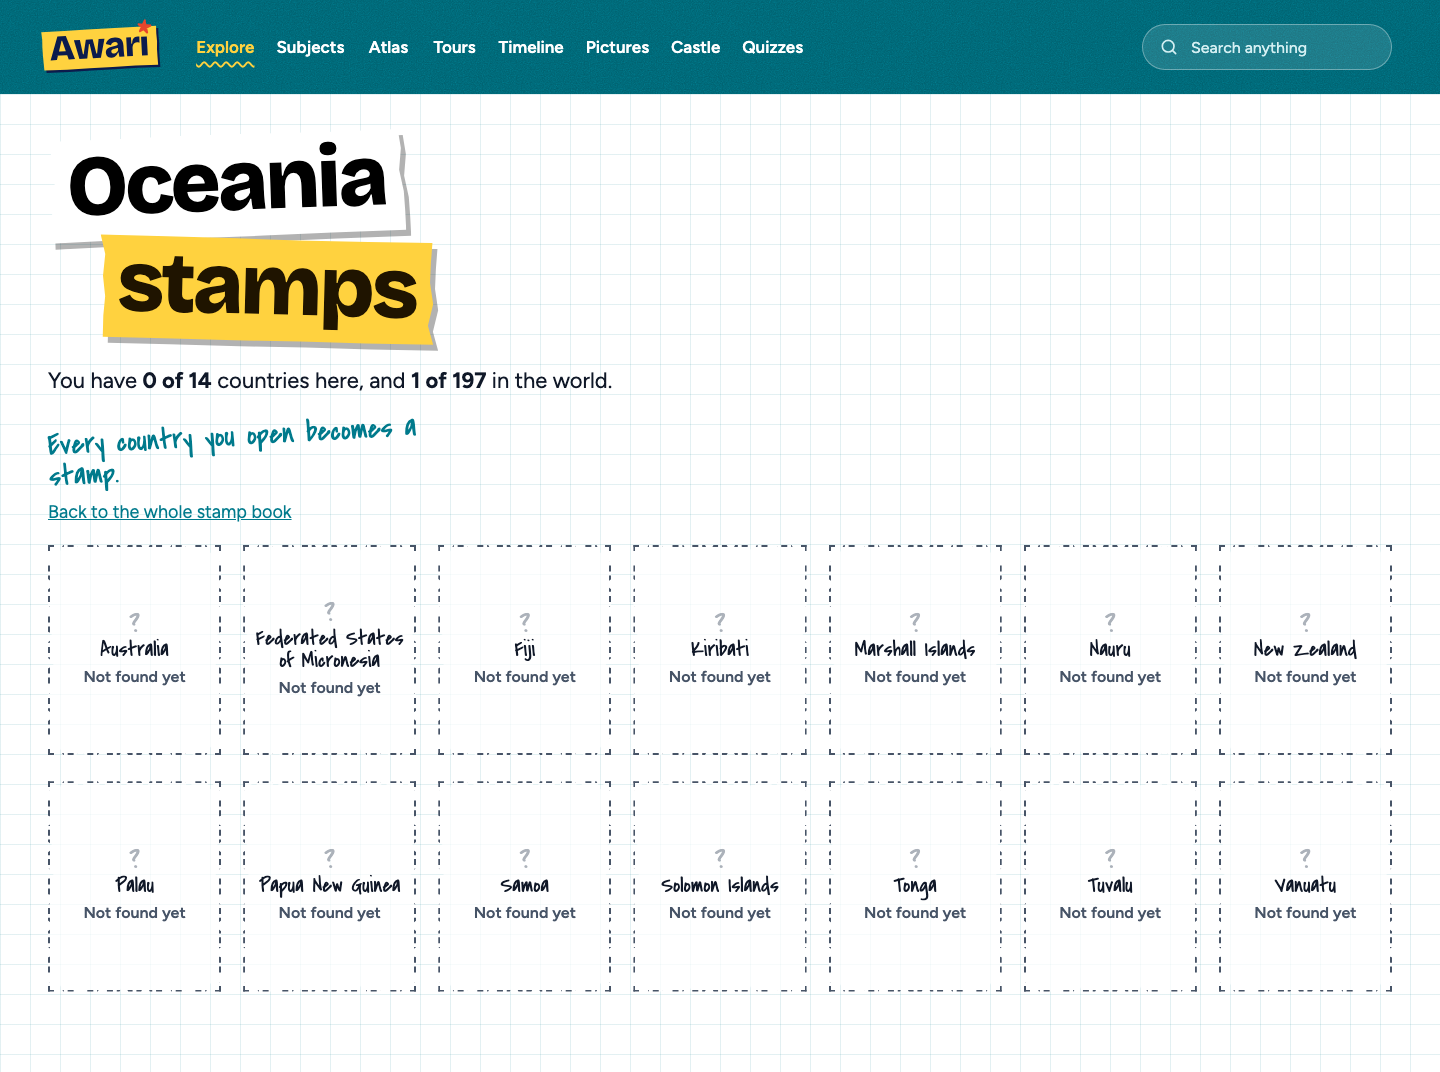 Awari
Explore
Subjects
Atlas
Tours
Timeline
Pictures
Castle
Quizzes
Search anything
Oceania
stamps
You have 0 of 14 countries here, and 1 of 197 in the world.
Every country you open becomes a
stamp.
Back to the whole stamp book
?
Australia
Not found yet
?
Federated States
of Micronesia
Not found yet
?
Fiji
Not found yet
?
Kiribati
Not found yet
?
Marshall Islands
Not found yet
?
Nauru
Not found yet
?
New Zealand
Not found yet
?
Palau
Not found yet
?
Papua New Guinea
Not found yet
?
Samoa
Not found yet
?
Solomon Islands
Not found yet
?
Tonga
Not found yet
?
Tuvalu
Not found yet
?
Vanuatu
Not found yet